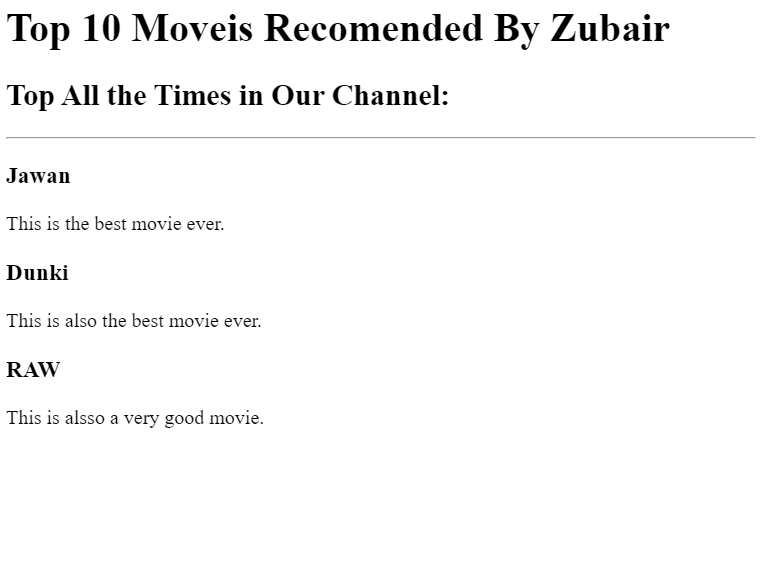 Top 10 Moveis Recomended By Zubair
Top All the Times in Our Channel:
Jawan
This is the best movie ever.
Dunki
This is also the best movie ever.
RAW
This is alsso a very good movie.